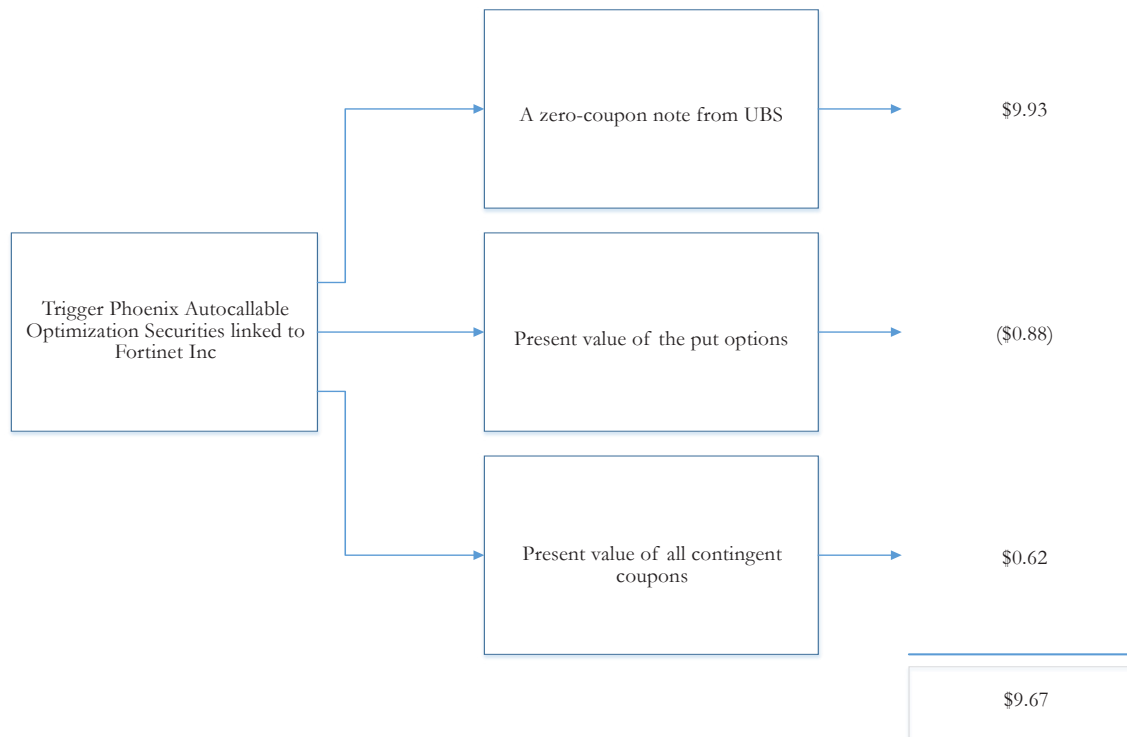 A zero-coupon note from UBS
$9.93
Trigger Phoenix Autocallable
Optimization Securities linked to
Fortinet Inc
Present value of the put options
($0.88)
Present value of all contingent
coupons
$0.62
$9.67